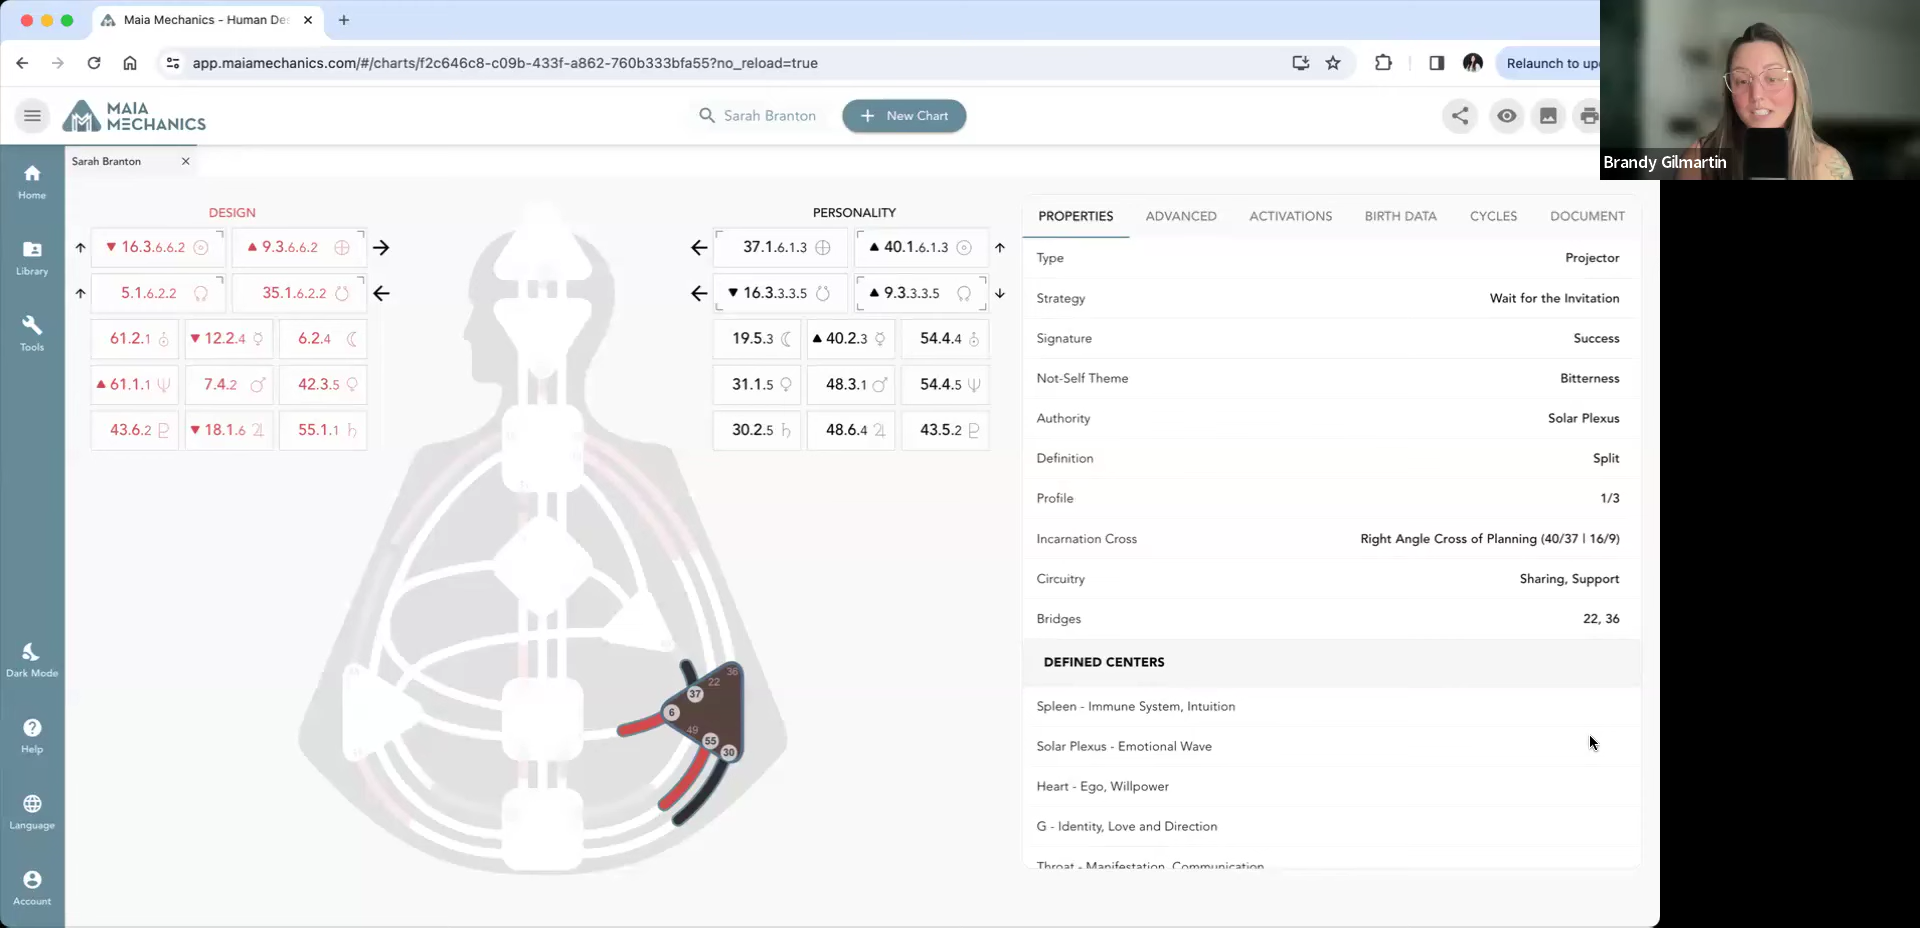 Maia Mechanics - Human De
app.maiamechanics.com/#/charts/f2c646c8-c09b-433f-a862-760b333bfa55?no_reload=true
Relaunch to up
MAIA
MECHANICS
Sarah Branton
New Chart
Brandy Gilmartin
Sarah Branton
Home
Library
Tools
Dark Mode
Help
Language
Account
DESIGN
16.3.6.6.2 9.3.6.6.2
5.1.6.2.2 35.1.6.2.2
61.2.1 12.2.4 6.2.4
61.1.1 7.4.2 42.3.5
43.6.2 18.1.6 55.1.1
PERSONALITY
37.1.6.1.3 40.1.6.1.3
16.3.3.3.5 9.3.3.3.5
19.5.3 40.2.3 54.4.4
31.1.5 48.3.1 54.4.5
30.2.5 48.6.4 43.5.2
36
22
37
6
49
55
30
PROPERTIES ADVANCED ACTIVATIONS BIRTH DATA CYCLES DOCUMENT
Type Projector
Strategy Wait for the Invitation
Signature Success
Not-Self Theme Bitterness
Authority Solar Plexus
Definition Split
Profile 1/3
Incarnation Cross Right Angle Cross of Planning (40/37 | 16/9)
Circuitry Sharing, Support
Bridges 22, 36
DEFINED CENTERS
Spleen - Immune System, Intuition
Solar Plexus - Emotional Wave
Heart - Ego, Willpower
G - Identity, Love and Direction
Throat - Manifestation, Communication